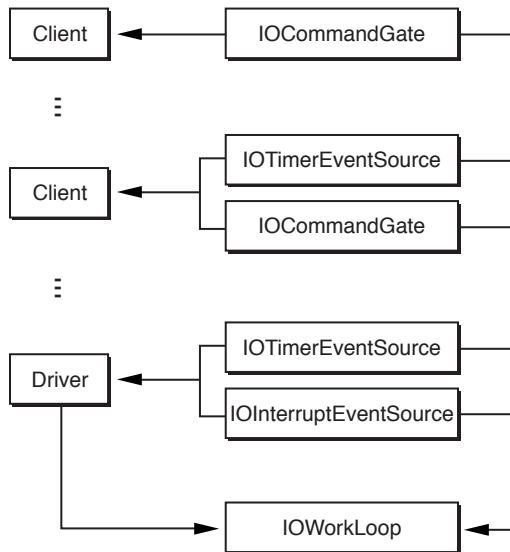 Client
IOCommandGate
IOTimerEventSource
Client
IOCommandGate
IOTimerEventSource
Driver
IOInterruptEventSource
IOWorkLoop